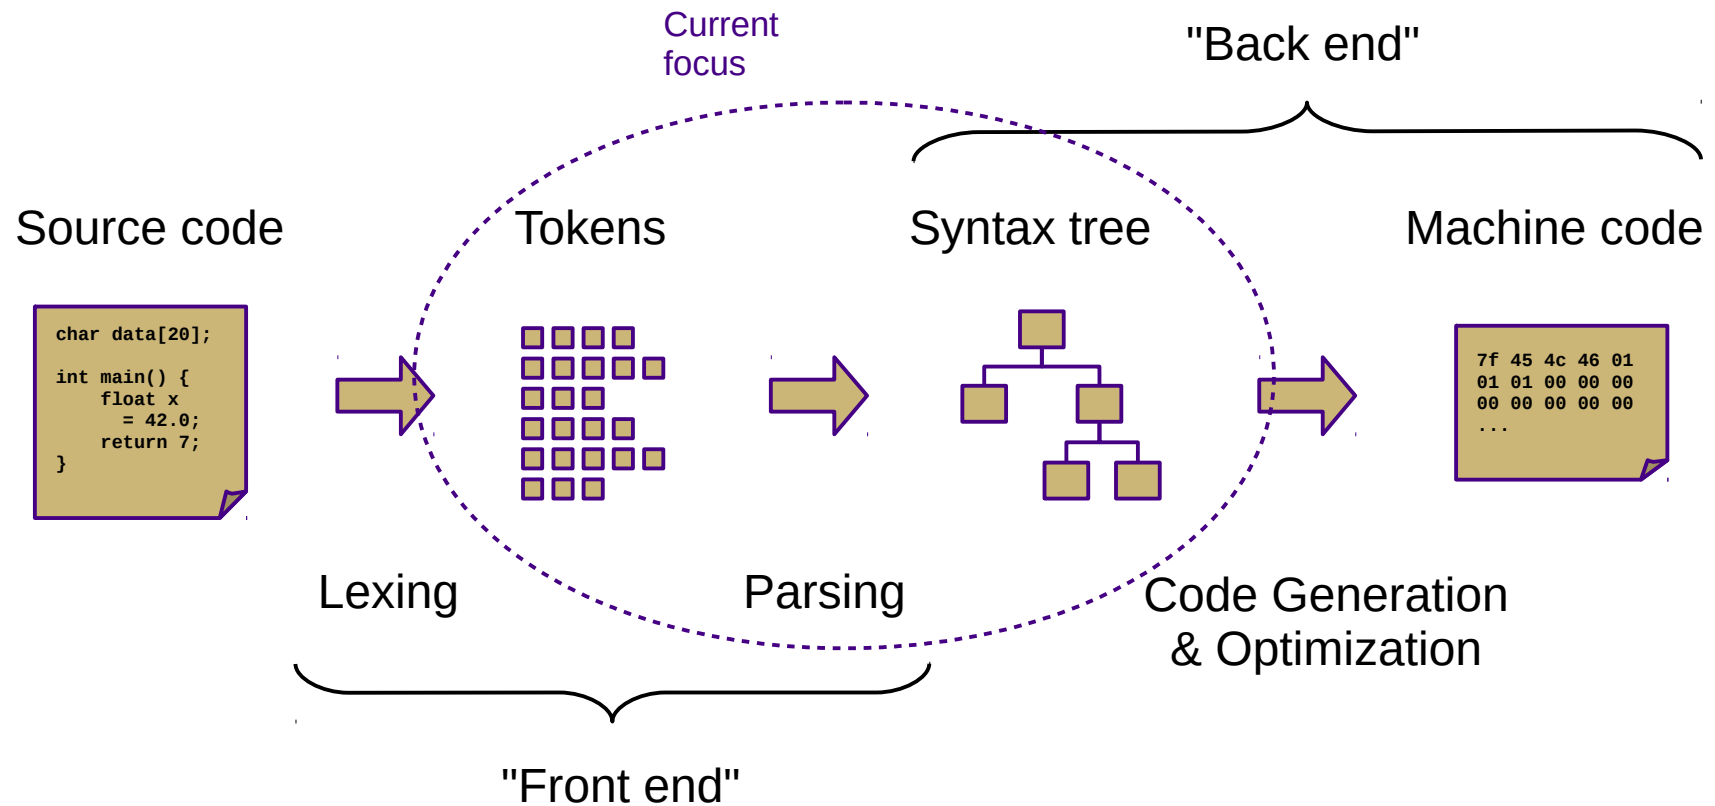 Current
focus
"Back end"
Source code
Tokens
Syntax tree
Machine code
char data[20];
int main() {
float x
= 42.0;
return 7;
}
7f 45 4c 46 01
01 01 00 00 00
00 00 00 00 00
...
Lexing
Parsing
Code Generation
& Optimization
"Front end"